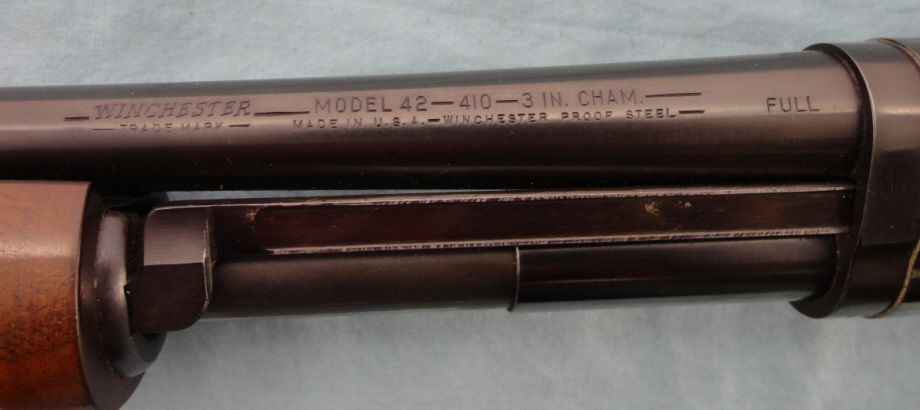 WINCHESTER — MODEL 42—410—3 IN. CHAM. —
— TRADE MARK — MADE IN U.S.A.—WINCHESTER PROOF STEEL—
FULL